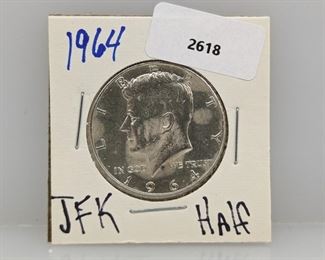 1964
2618
LIBERTY
IN GOD WE TRUST
1964
JFK Half